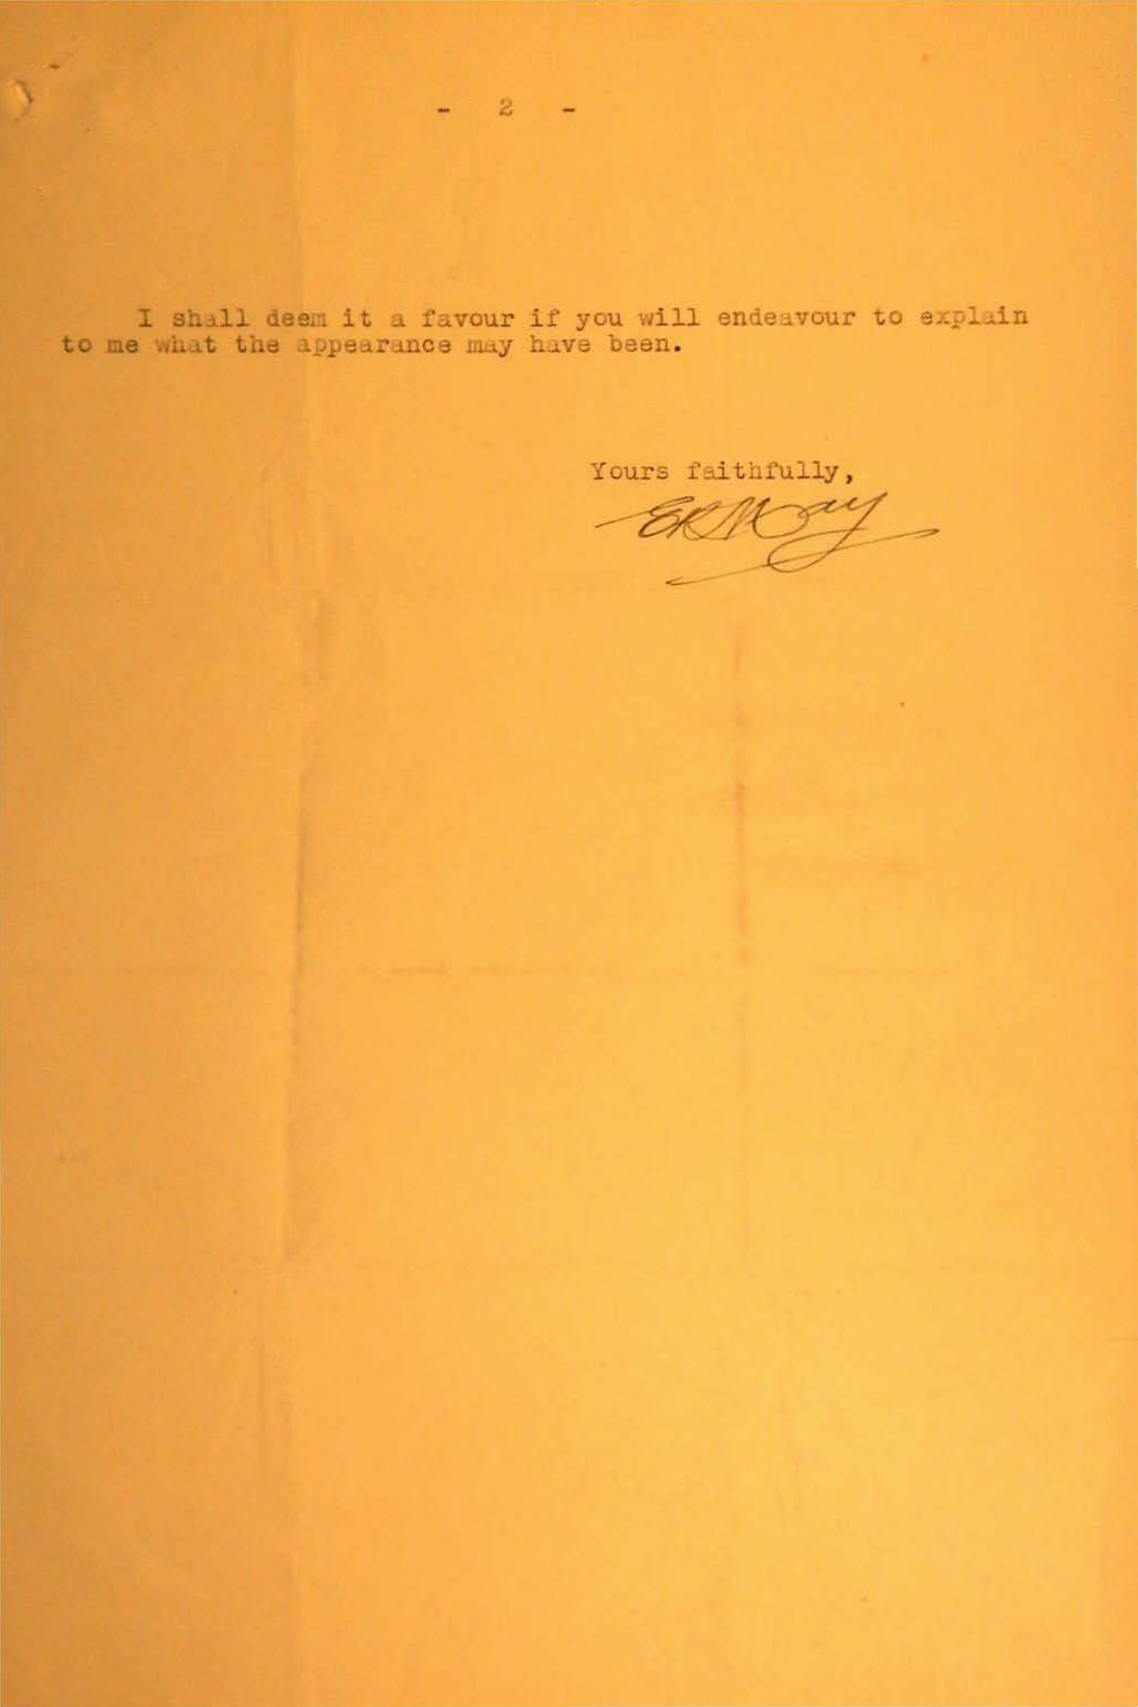 - 2 -
I shall deem it a favour if you will endeavour to explain
to me what the appearance may have been.
Yours faithfully,